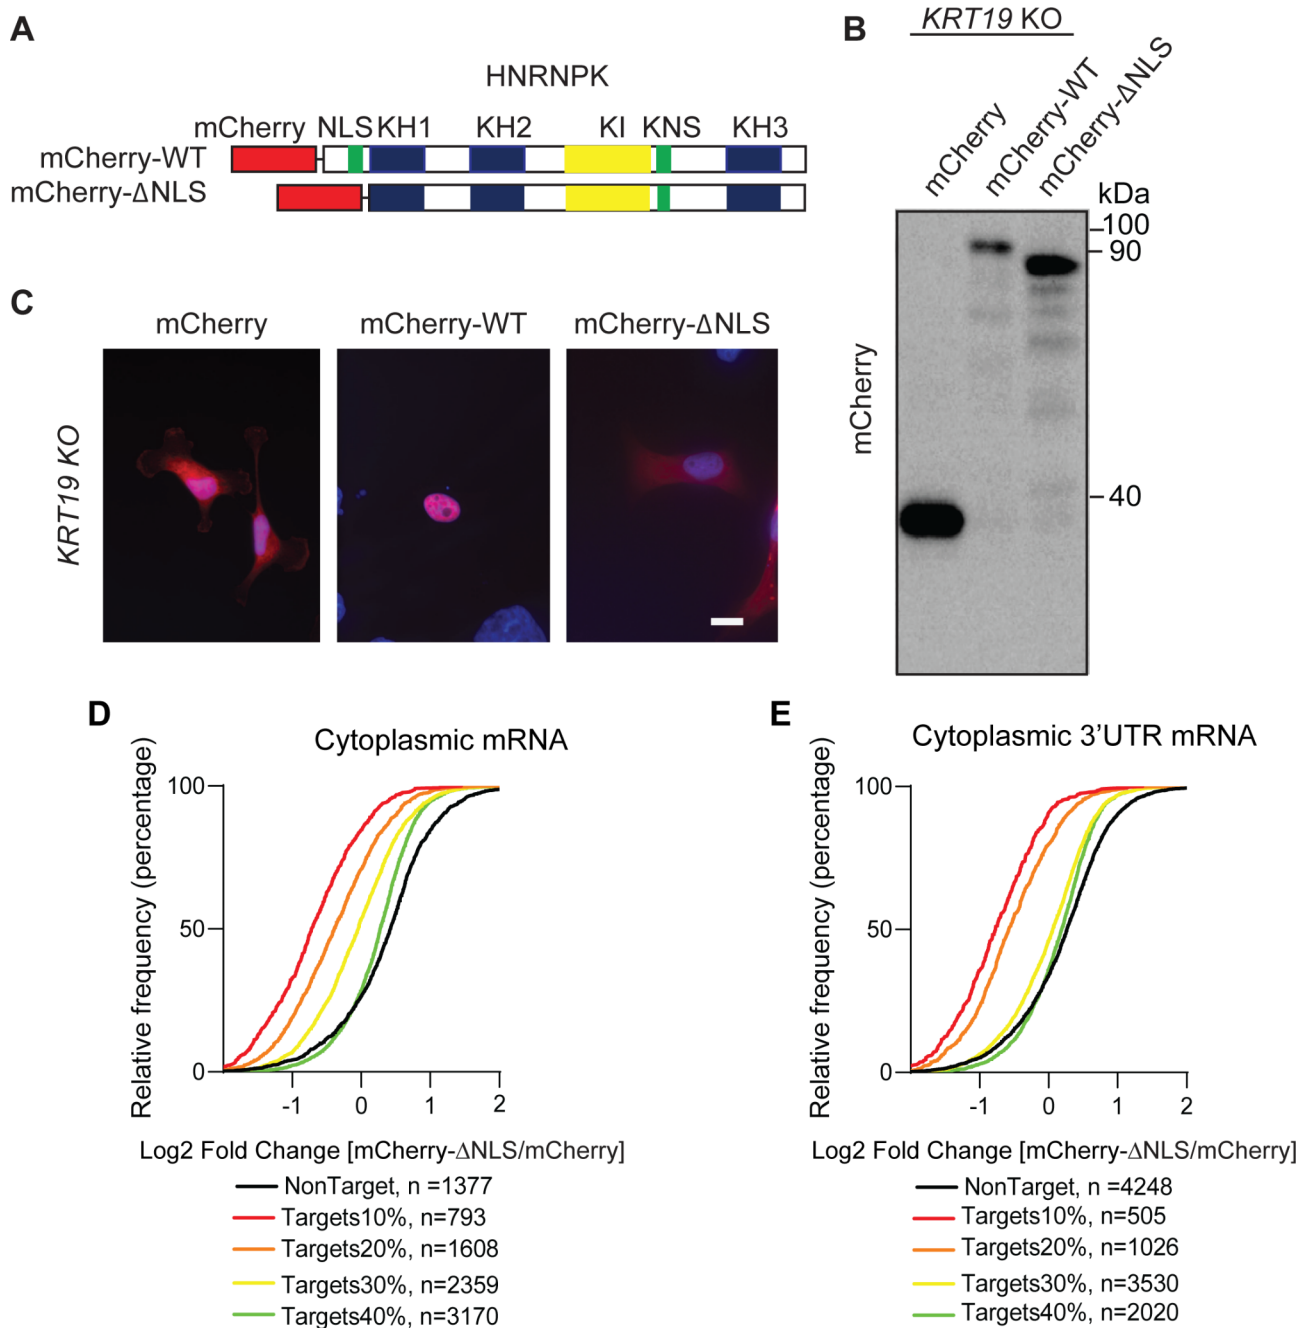 A
HNRNPK
mCherry NLS KH1 KH2 KI KNS KH3
mCherry-WT
mCherry-ΔNLS
B
KRT19 KO
mCherry
mCherry-WT
mCherry-ΔNLS
kDa
100
90
40
mCherry
C
mCherry mCherry-WT mCherry-ΔNLS
KRT19 KO
D
Cytoplasmic mRNA
Relative frequency (percentage)
100
50
0
-1 0 1 2
Log2 Fold Change [mCherry-ΔNLS/mCherry]
NonTarget, n =1377
Targets10%, n=793
Targets20%, n=1608
Targets30%, n=2359
Targets40%, n=3170
E
Cytoplasmic 3'UTR mRNA
Relative frequency (percentage)
100
50
0
-1 0 1 2
Log2 Fold Change [mCherry-ΔNLS/mCherry]
NonTarget, n =4248
Targets10%, n=505
Targets20%, n=1026
Targets30%, n=3530
Targets40%, n=2020